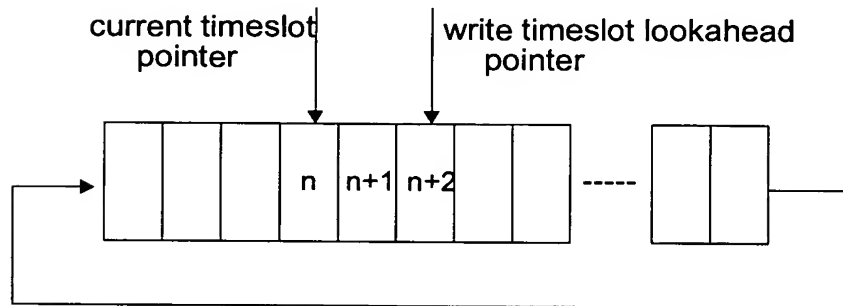 current timeslot
pointer
write timeslot lookahead
pointer
n
n+1
n+2